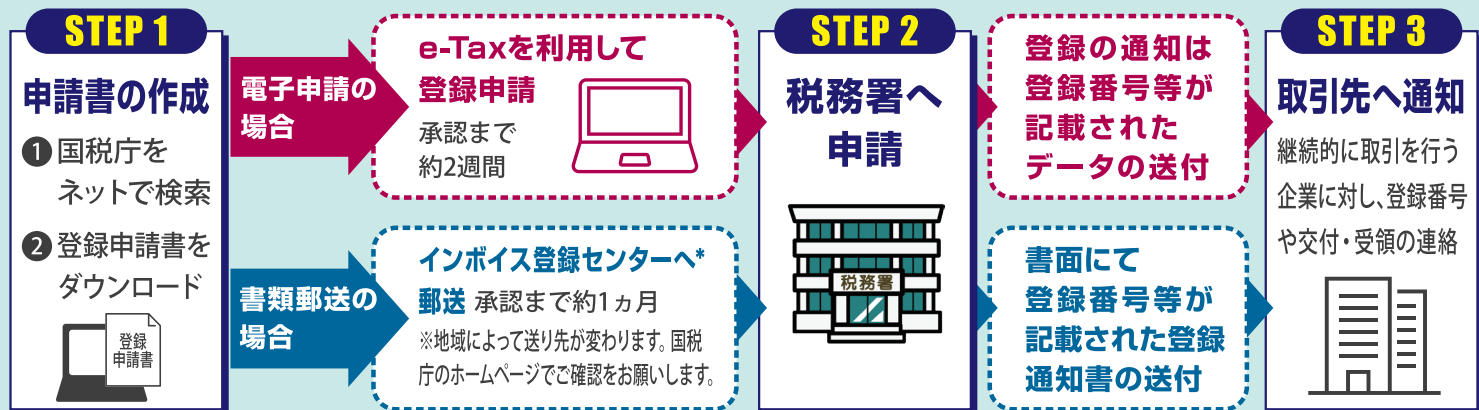 STEP 1
申請書の作成
❶国税庁を
ネットで検索
❷登録申請書を
ダウンロード
登録
申請書
電子申請の
場合
e-Taxを利用して
登録申請
承認まで
約2週間
書類郵送の
場合
インボイス登録センターへ*
郵送 承認まで約1ヵ月
※地域によって送り先が変わります。国税
庁のホームページでご確認をお願いします。
STEP 2
税務署へ
申請
税務署
登録の通知は
登録番号等が
記載された
データの送付
書面にて
登録番号等が
記載された登録
通知書の送付
STEP 3
取引先へ通知
継続的に取引を行う
企業に対し、登録番号
や交付・受領の連絡